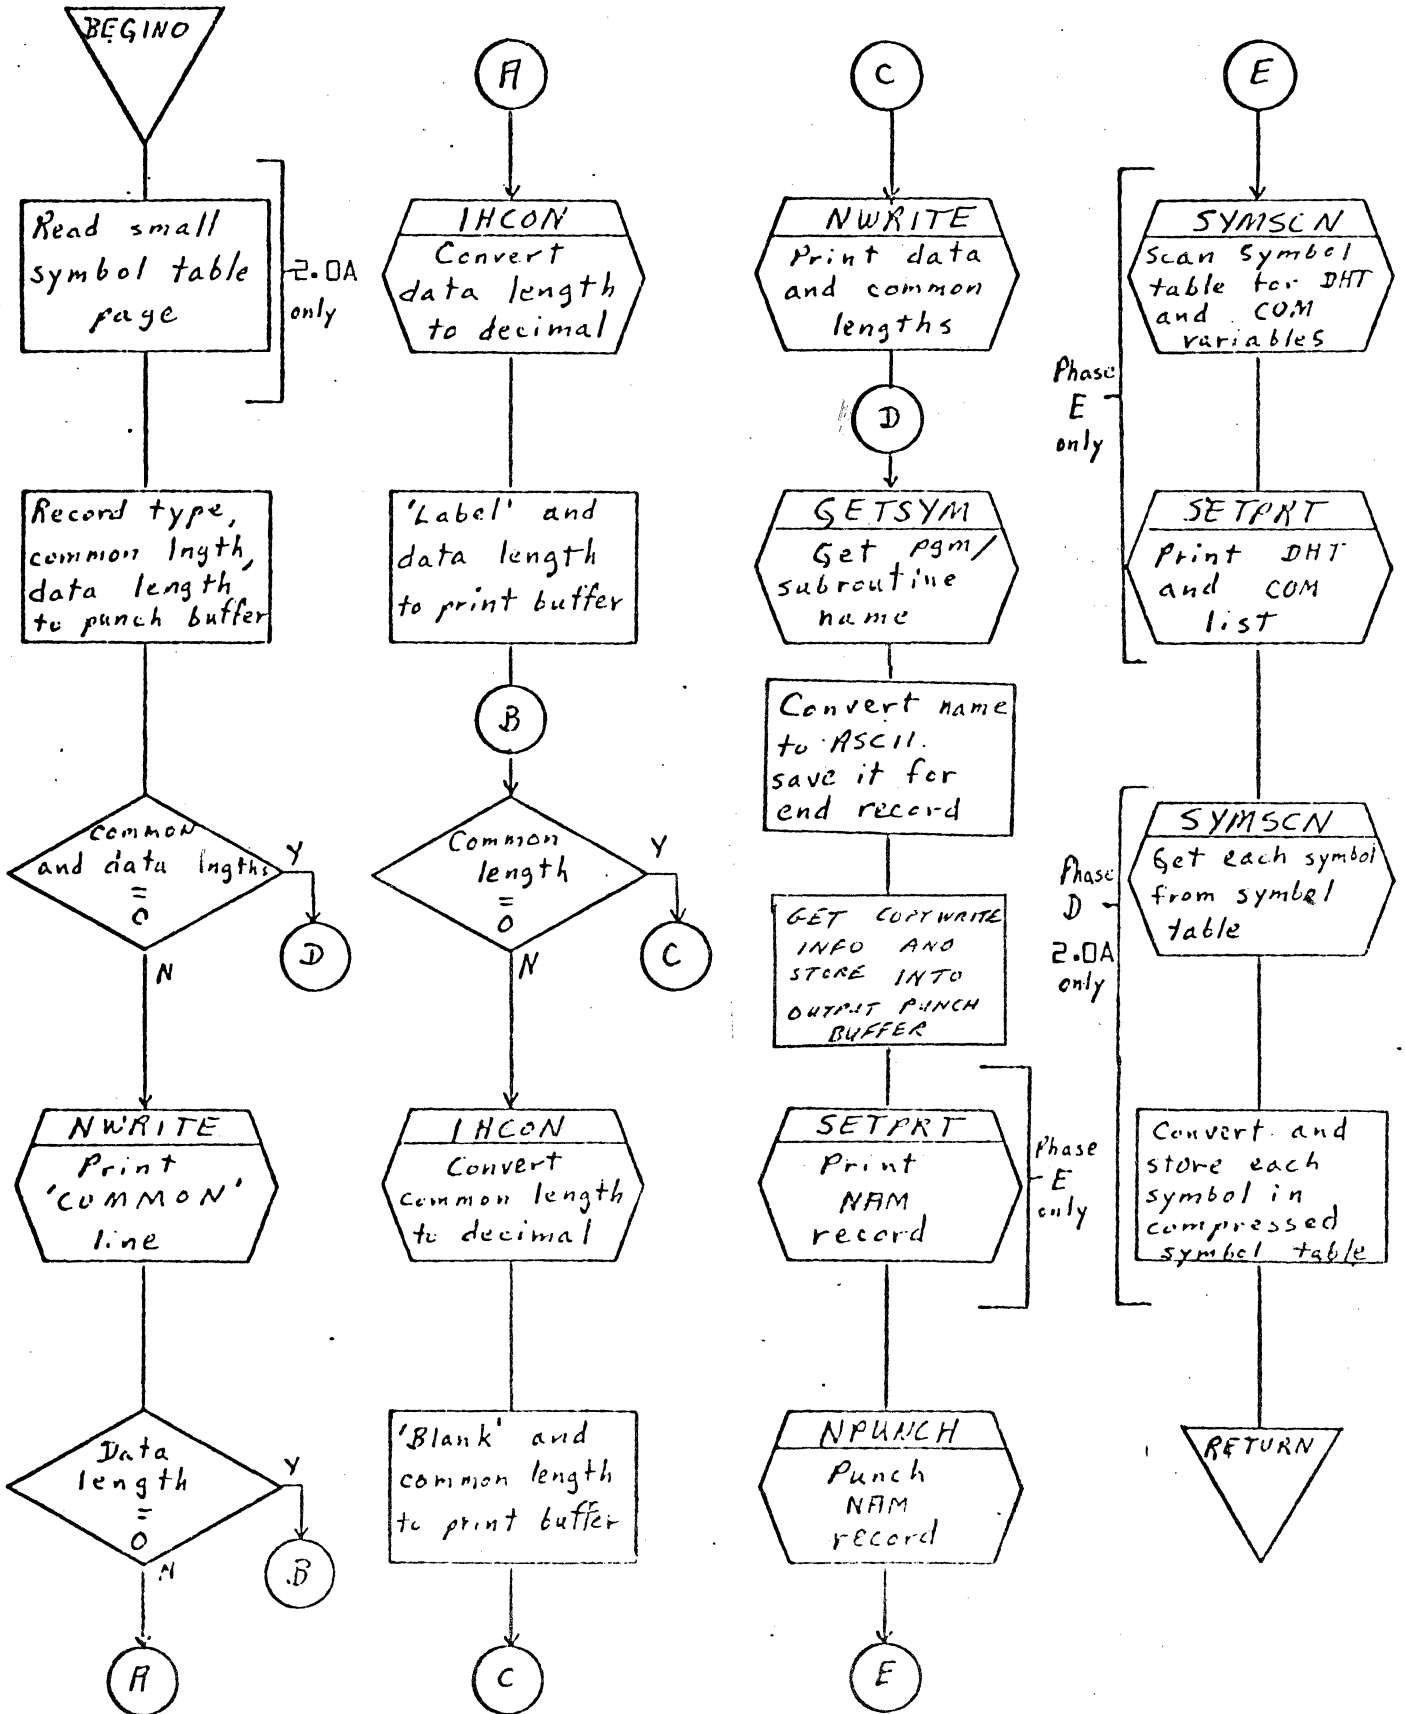 BEGINO
Read small
symbol table
page
2.0A
only
Record type,
common lngth,
data length
to punch buffer
common
and data lngths
=
0
Y
D
N
NWRITE
Print
'COMMON'
line
Data
length
=
0
Y
B
N
A
A
IHCON
Convert
data length
to decimal
'Label' and
data length
to print buffer
B
Common
length
=
0
Y
C
N
IHCON
Convert
common length
to decimal
'Blank' and
common length
to print buffer
C
C
NWRITE
Print data
and common
lengths
D
GETSYM
Get pgm/
subroutine
name
Convert name
to ASCII.
save it for
end record
GET COPYWRITE
INFO AND
STORE INTO
OUTPUT PUNCH
BUFFER
SETPRT
Print
NAM
record
Phase
E
only
NPUNCH
Punch
NAM
record
E
E
SYMSCN
Scan symbol
table for DAT
and COM
variables
Phase
E
only
SETPRT
Print DAT
and COM
list
SYMSCN
Get each symbol
from symbol
table
Phase
D
2.0A
only
Convert and
store each
symbol in
compressed
symbol table
RETURN